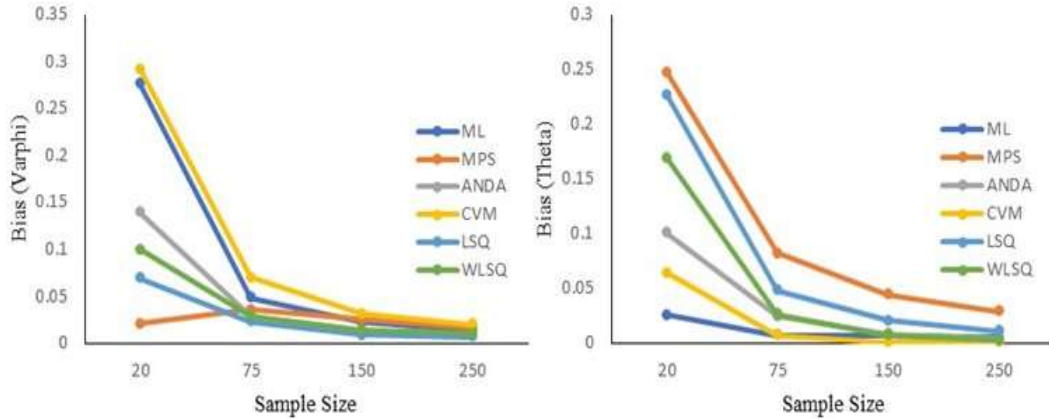 Bias (Varphi)
0.35
0.3
0.25
0.2
0.15
0.1
0.05
0
20 75 150 250
Sample Size
ML
MPS
ANDA
CVM
LSQ
WLSQ
Bias (Theta)
0.3
0.25
0.2
0.15
0.1
0.05
0
20 75 150 250
Sample Size
ML
MPS
ANDA
CVM
LSQ
WLSQ